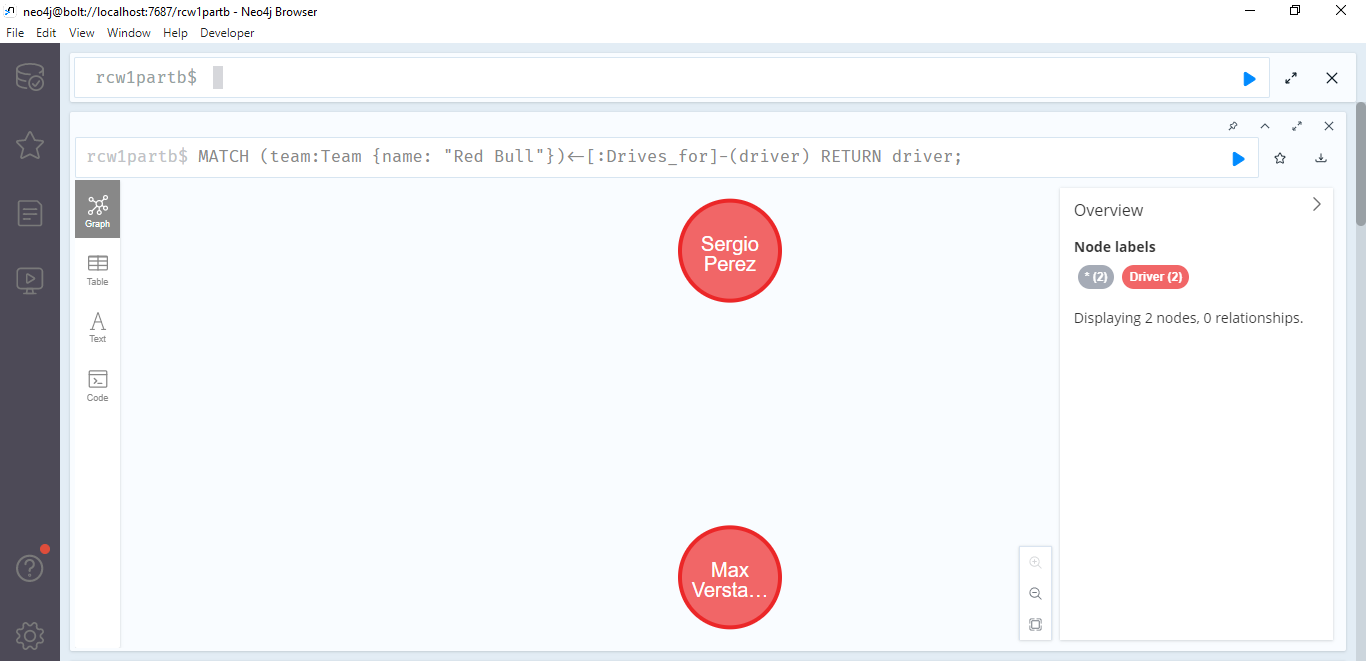 neo4j@bolt://localhost:7687/rcw1partb - Neo4j Browser
File Edit View Window Help Developer
rcw1partb$
rcw1partb$ MATCH (team:Team {name: "Red Bull"})<-[:Drives_for]-(driver) RETURN driver;
Graph
Table
Text
Code
Sergio
Perez
Max
Versta...
Overview
Node labels
* (2) Driver (2)
Displaying 2 nodes, 0 relationships.